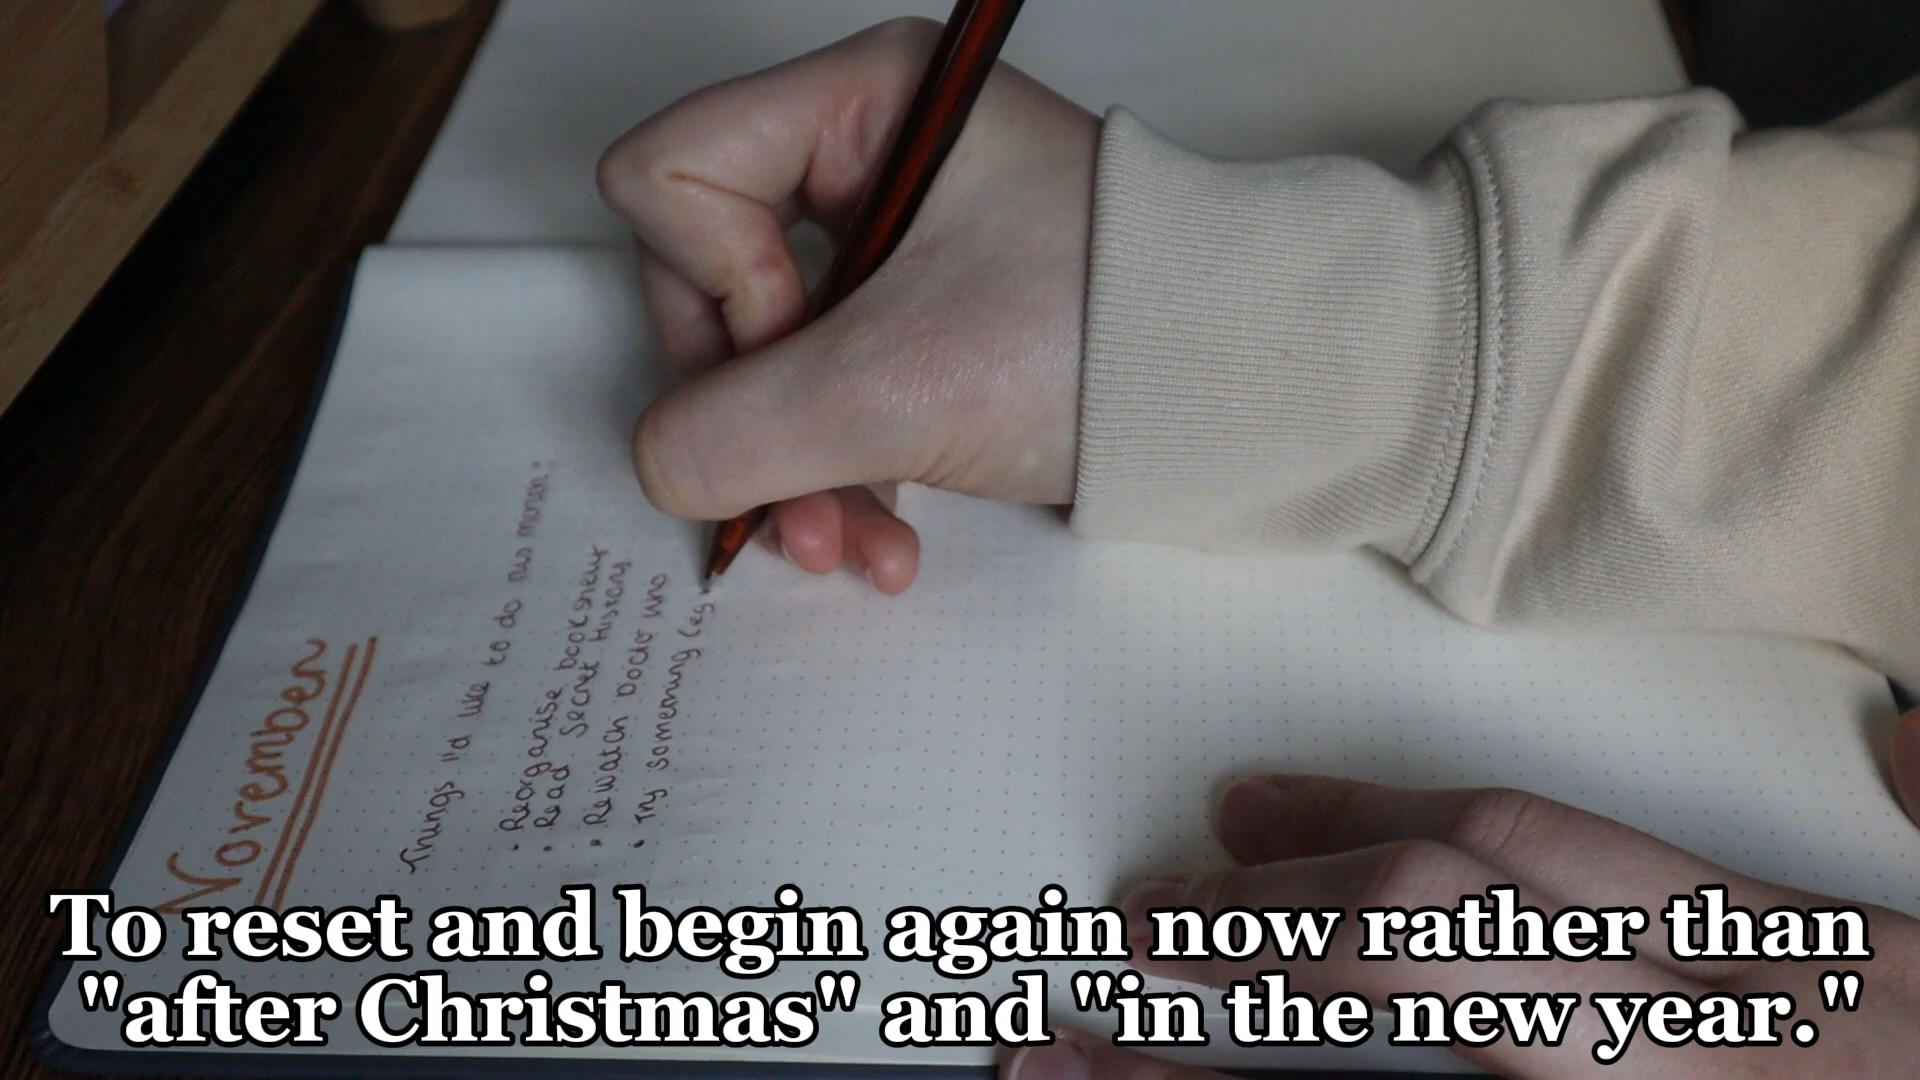 November
Things I'd like to do this month:
• Reorganise bookshelf
• Read Secret History
• Rewatch Doctor Who
• Try something (eg
To reset and begin again now rather than
"after Christmas" and "in the new year."